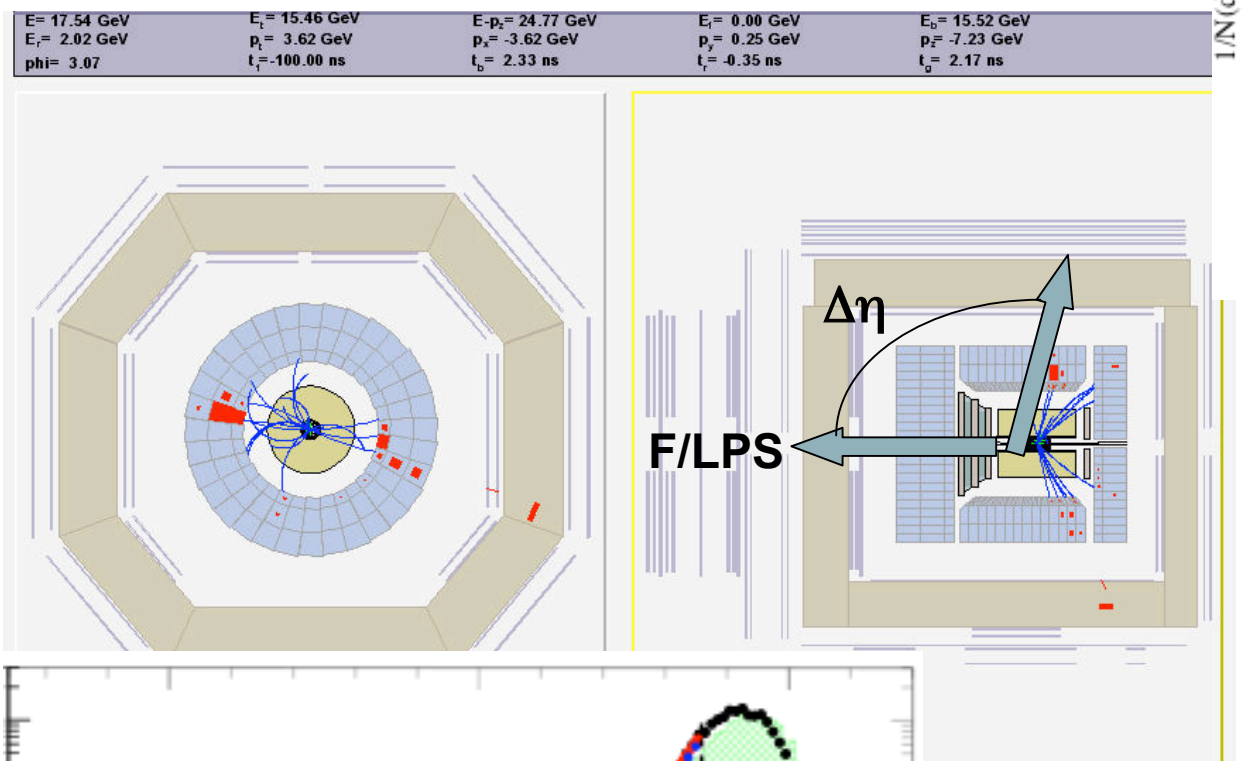 E= 17.54 GeV E_t= 15.46 GeV E-p_z= 24.77 GeV E_f= 0.00 GeV E_b= 15.52 GeV
E_r= 2.02 GeV p_t= 3.62 GeV p_x= -3.62 GeV p_y= 0.25 GeV p_z= -7.23 GeV
phi= 3.07 t_f=-100.00 ns t_b= 2.33 ns t_r= -0.35 ns t_g= 2.17 ns
Δη
F/LPS